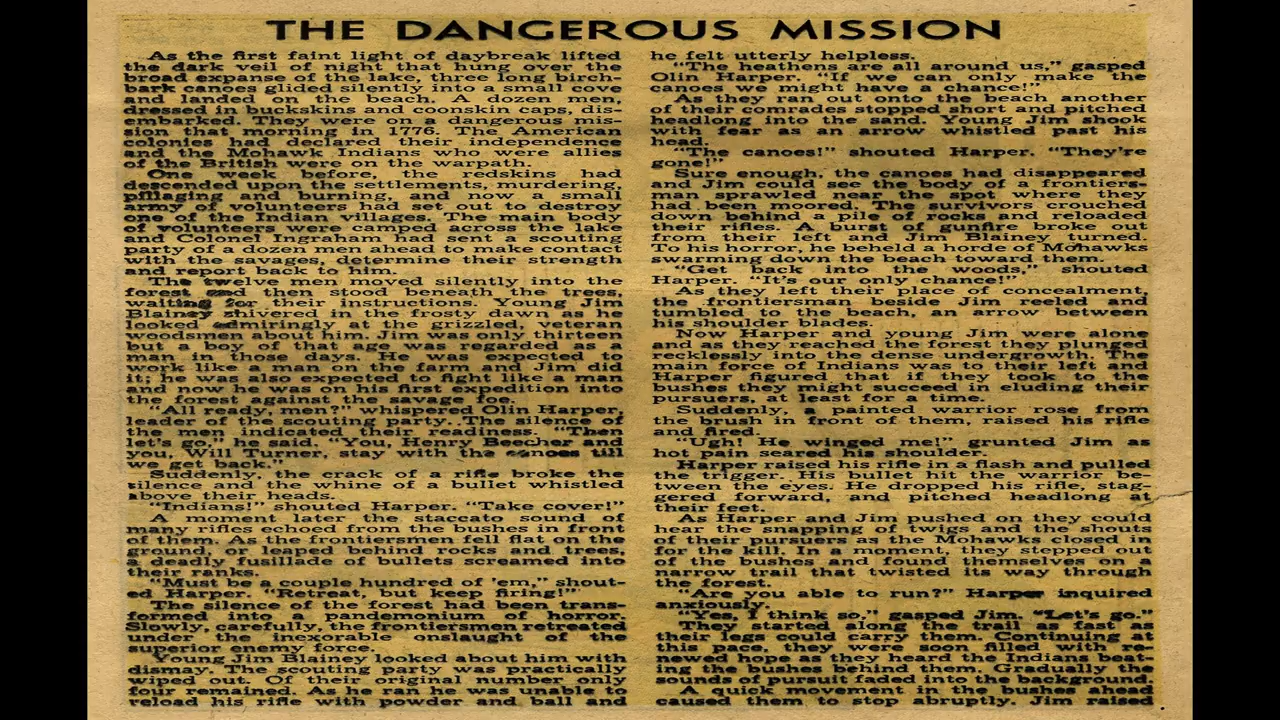 THE DANGEROUS MISSION
As the first faint light of daybreak lifted
the dark veil of night that hung over the
broad expanse of the lake, three long birch-
bark canoes glided silently into a small cove
and landed on the beach. A dozen men,
dressed in buckskins and coonskin caps, dis-
embarked. They were on a dangerous mis-
sion that morning in 1776. The American
colonies had declared their independence
and the Mohawk Indians who were allies
of the British were on the warpath.
One week before, the redskins had
descended upon the settlements, murdering,
pillaging and burning, and now a small
army of volunteers had set out to destroy
one of the Indian villages. The main body
of volunteers were camped across the lake
and Colonel Ingraham had sent a scouting
party of a dozen men ahead to make contact
with the savages, determine their strength
and report back to him.
The twelve men moved silently into the
forest and then stood beneath the trees,
waiting for their instructions. Young Jim
Blainey shivered in the frosty dawn as he
looked admiringly at the grizzled, veteran
woodsmen about him. Jim was only thirteen
but a boy of that age was regarded as a
man in those days. He was expected to
work like a man on the farm and Jim did
it; he was also expected to fight like a man
and now he was on his first expedition into
the forest against the savage foe.
"All ready, men?" whispered Olin Harper,
leader of the scouting party. The silence of
the men indicated their readiness. "Then
let's go," he said. "You, Henry Beecher and
you, Will Turner, stay with the canoes till
we get back."
Suddenly, the crack of a rifle broke the
silence and the whine of a bullet whistled
above their heads.
"Indians!" shouted Harper. "Take cover!"
A moment later the staccato sound of
many rifles echoed from the bushes in front
of them. As the frontiersmen fell flat on the
ground, or leaped behind rocks and trees,
a deadly fusillade of bullets screamed into
their ranks.
"Must be a couple hundred of 'em," shout-
ed Harper. "Retreat, but keep firing!"
The silence of the forest had been trans-
formed into a pandemonium of horror.
Slowly, carefully, the frontiersmen retreated
under the inexorable onslaught of the
superior enemy force.
Young Jim Blainey looked about him with
dismay. The scouting party was practically
wiped out. Of their original number only
four remained. As he ran he was unable to
reload his rifle with powder and ball and
he felt utterly helpless.
"The heathens are all around us," gasped
Olin Harper. "If we can only make the
canoes we might have a chance!"
As they ran out onto the beach another
of their comrades stopped short and pitched
headlong into the sand. Young Jim shook
with fear as an arrow whistled past his
head.
"The canoes!" shouted Harper. "They're
gone!"
Sure enough, the canoes had disappeared
and Jim could see the body of a frontiers-
man sprawled near the spot where they
had been moored. The survivors crouched
down behind a pile of rocks and reloaded
their rifles. A burst of gunfire broke out
from their left and Jim Blainey turned.
To his horror, he beheld a horde of Mohawks
swarming down the beach toward them.
"Get back into the woods," shouted
Harper. "It's our only chance!"
As they left their place of concealment,
the frontiersman beside Jim reeled and
tumbled to the beach, an arrow between
his shoulder blades.
Now Harper and young Jim were alone
and as they reached the forest they plunged
recklessly into the dense undergrowth. The
main force of Indians was to their left and
Harper figured that if they took to the
bushes they might succeed in eluding their
pursuers, at least for a time.
Suddenly, a painted warrior rose from
the brush in front of them, raised his rifle
and fired.
"Ugh! He winged me!" grunted Jim as
hot pain seared his shoulder.
Harper raised his rifle in a flash and pulled
the trigger. His bullet hit the warrior be-
tween the eyes. He dropped his rifle, stag-
gered forward, and pitched headlong at
their feet.
As Harper and Jim pushed on they could
hear the snapping of twigs and the shouts
of their pursuers as the Mohawks closed in
for the kill. In a moment, they stepped out
of the bushes and found themselves on a
narrow trail that twisted its way through
the forest.
"Are you able to run?" Harper inquired
anxiously.
"Yes, I think so," gasped Jim. "Let's go."
They started along the trail as fast as
their legs could carry them. Continuing at
this pace, they were soon filled with re-
newed hope as they heard the Indians beat-
ing the bushes behind them. Gradually the
sounds of pursuit faded into the background.
A quick movement in the bushes ahead
caused them to stop abruptly. Jim raised